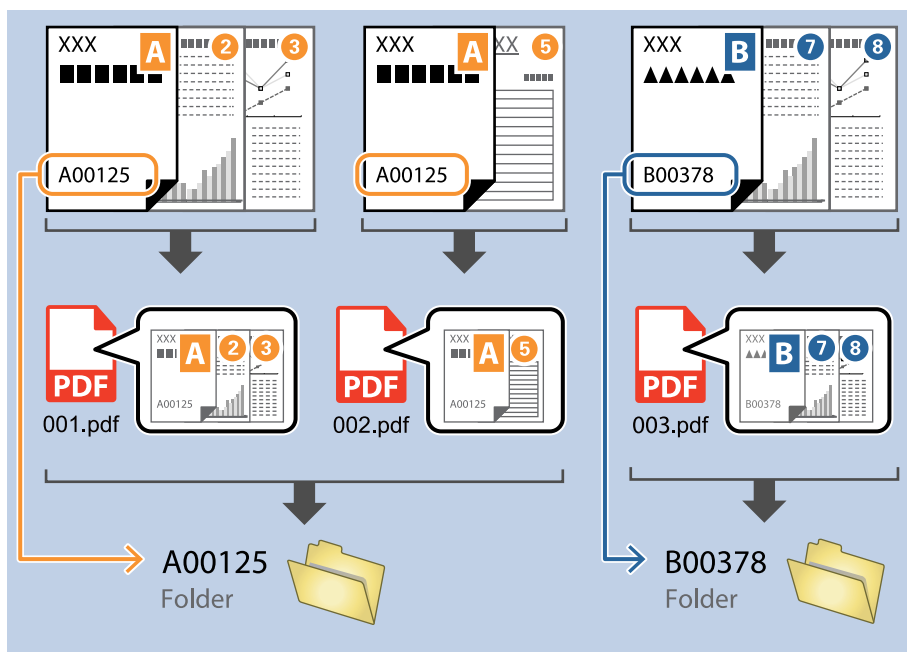 XXX
A
2
3
A00125
XXX
A
XX
5
A00125
XXX
B
7
8
B00378
PDF
001.pdf
XXX
A
2
3
A00125
PDF
002.pdf
XXX
A
5
A00125
PDF
003.pdf
XXX
B
7
8
B00378
A00125
Folder
B00378
Folder